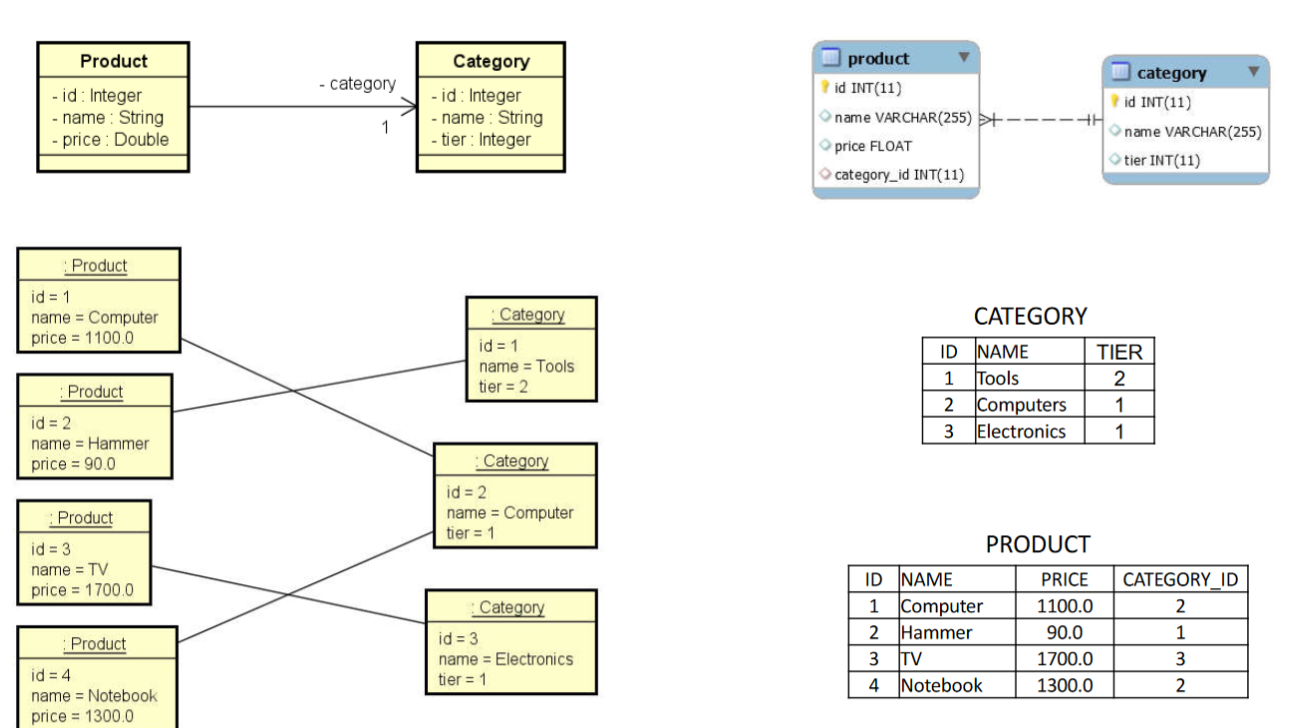 Product
- id : Integer
- name : String
- price : Double
- category
1
Category
- id : Integer
- name : String
- tier : Integer
product
id INT(11)
name VARCHAR(255)
price FLOAT
category_id INT(11)
category
id INT(11)
name VARCHAR(255)
tier INT(11)
: Product
id = 1
name = Computer
price = 1100.0
: Product
id = 2
name = Hammer
price = 90.0
: Product
id = 3
name = TV
price = 1700.0
: Product
id = 4
name = Notebook
price = 1300.0
: Category
id = 1
name = Tools
tier = 2
: Category
id = 2
name = Computer
tier = 1
: Category
id = 3
name = Electronics
tier = 1
CATEGORY
ID NAME TIER
1 Tools 2
2 Computers 1
3 Electronics 1
PRODUCT
ID NAME PRICE CATEGORY_ID
1 Computer 1100.0 2
2 Hammer 90.0 1
3 TV 1700.0 3
4 Notebook 1300.0 2